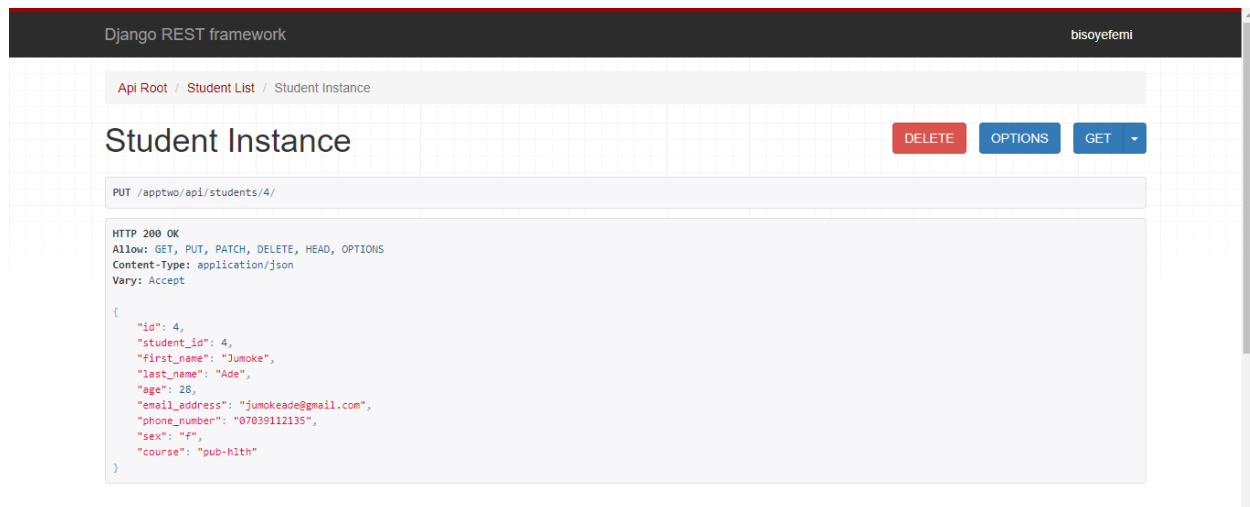 Django REST framework
bisoyefemi
Api Root / Student List / Student Instance
Student Instance
DELETE
OPTIONS
GET
PUT /apptwo/api/students/4/
HTTP 200 OK
Allow: GET, PUT, PATCH, DELETE, HEAD, OPTIONS
Content-Type: application/json
Vary: Accept
{
    "id": 4,
    "student_id": 4,
    "first_name": "Jumoke",
    "last_name": "Ade",
    "age": 28,
    "email_address": "jumokeade@gmail.com",
    "phone_number": "07039112135",
    "sex": "f",
    "course": "pub-hlth"
}